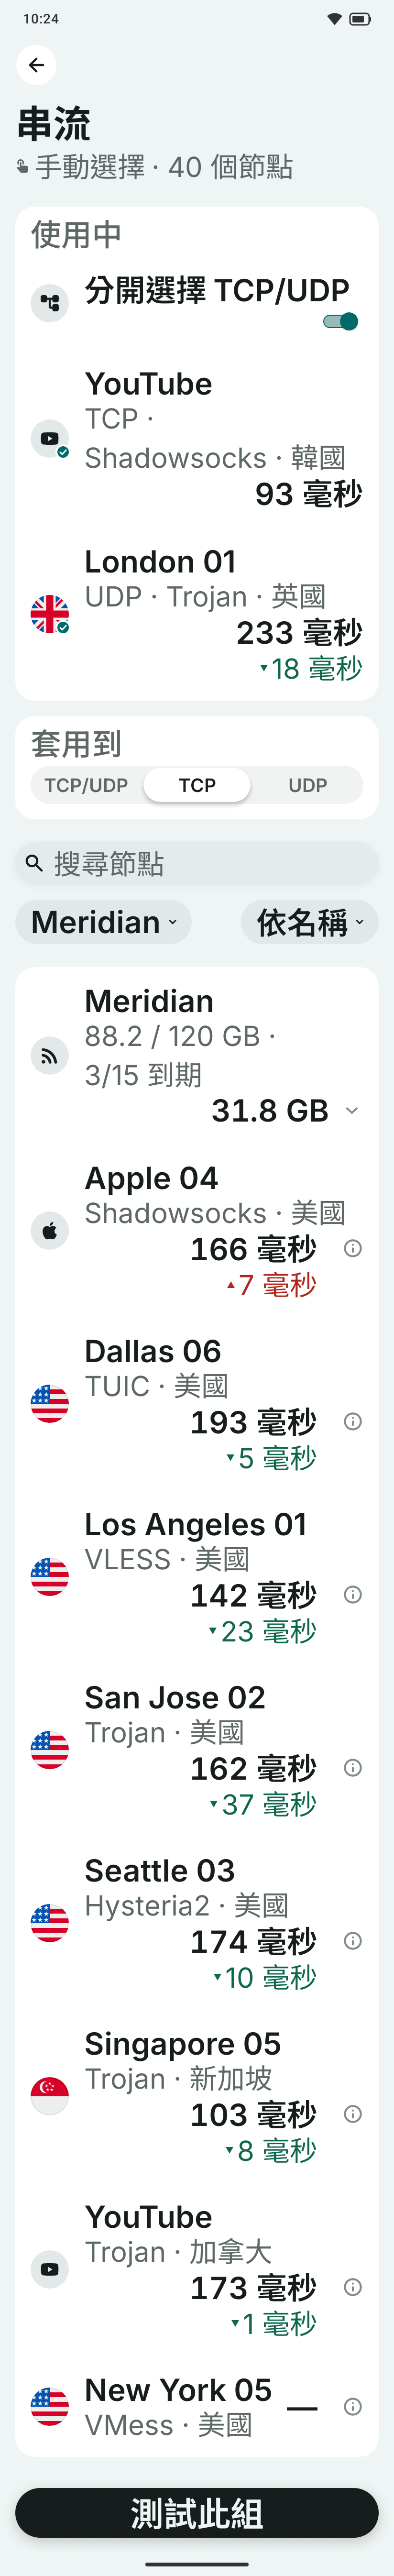 10:24
串流
手動選擇 · 40 個節點
使用中
分開選擇 TCP/UDP
YouTube
TCP ·
Shadowsocks · 韓國
93 毫秒
London 01
UDP · Trojan · 英國
233 毫秒
▾18 毫秒
套用到
TCP/UDP
TCP
UDP
搜尋節點
Meridian
依名稱
Meridian
88.2 / 120 GB ·
3/15 到期
31.8 GB
Apple 04
Shadowsocks · 美國
166 毫秒
▴7 毫秒
Dallas 06
TUIC · 美國
193 毫秒
▾5 毫秒
Los Angeles 01
VLESS · 美國
142 毫秒
▾23 毫秒
San Jose 02
Trojan · 美國
162 毫秒
▾37 毫秒
Seattle 03
Hysteria2 · 美國
174 毫秒
▾10 毫秒
Singapore 05
Trojan · 新加坡
103 毫秒
▾8 毫秒
YouTube
Trojan · 加拿大
173 毫秒
▾1 毫秒
New York 05
—
VMess · 美國
測試此組